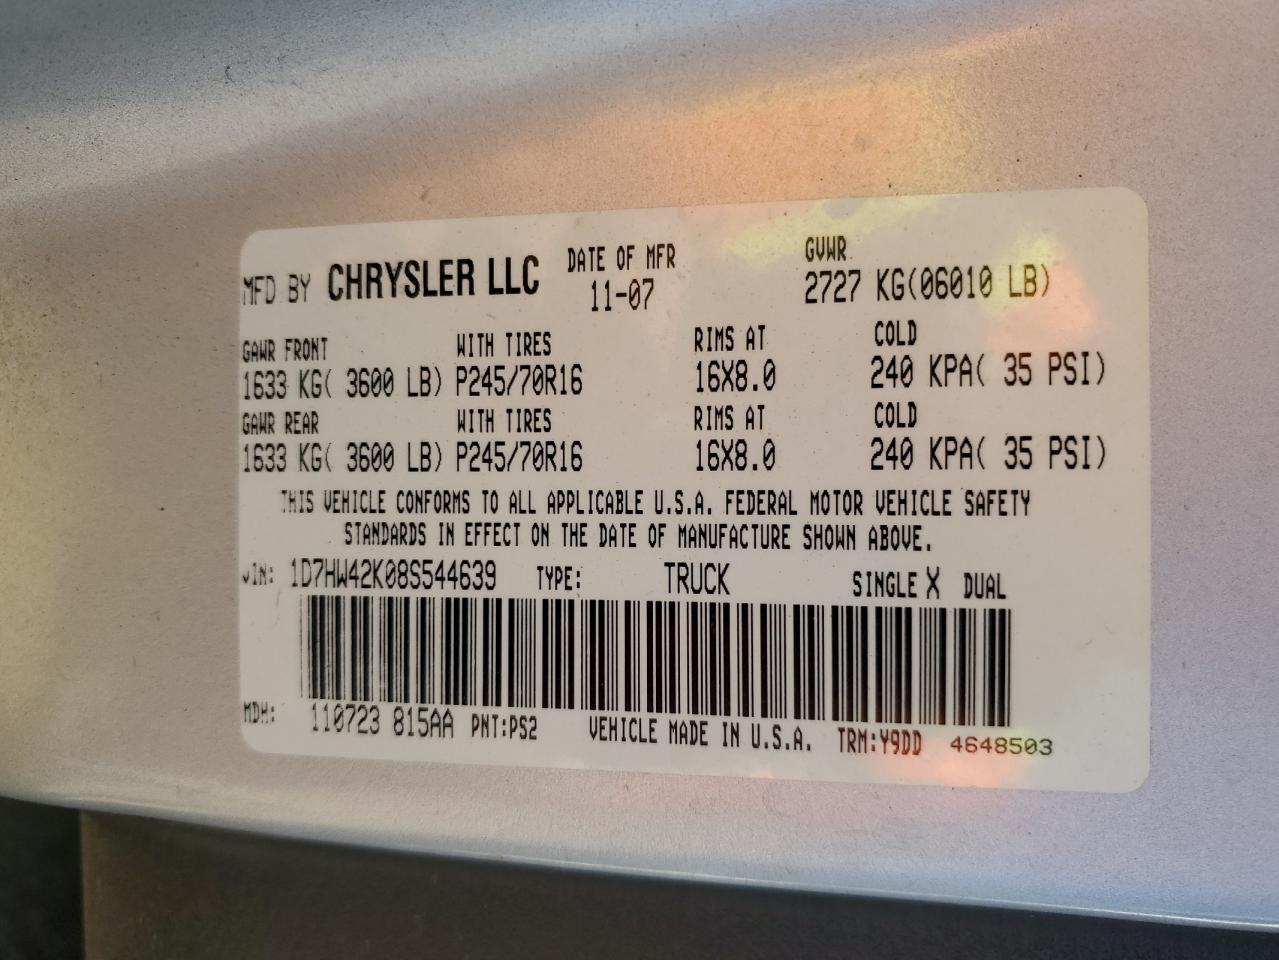 MFD BY CHRYSLER LLC DATE OF MFR GVWR
11-07 2727 KG(06010 LB)
GAWR FRONT WITH TIRES RIMS AT COLD
1633 KG( 3600 LB) P245/70R16 16X8.0 240 KPA( 35 PSI)
GAWR REAR WITH TIRES RIMS AT COLD
1633 KG( 3600 LB) P245/70R16 16X8.0 240 KPA( 35 PSI)
THIS VEHICLE CONFORMS TO ALL APPLICABLE U.S.A. FEDERAL MOTOR VEHICLE SAFETY
STANDARDS IN EFFECT ON THE DATE OF MANUFACTURE SHOWN ABOVE.
VIN: 1D7HW42K08S544639 TYPE: TRUCK SINGLE X DUAL
MDH: 110723 815AA PNT:PS2 VEHICLE MADE IN U.S.A. TRM:Y9DD 4648503